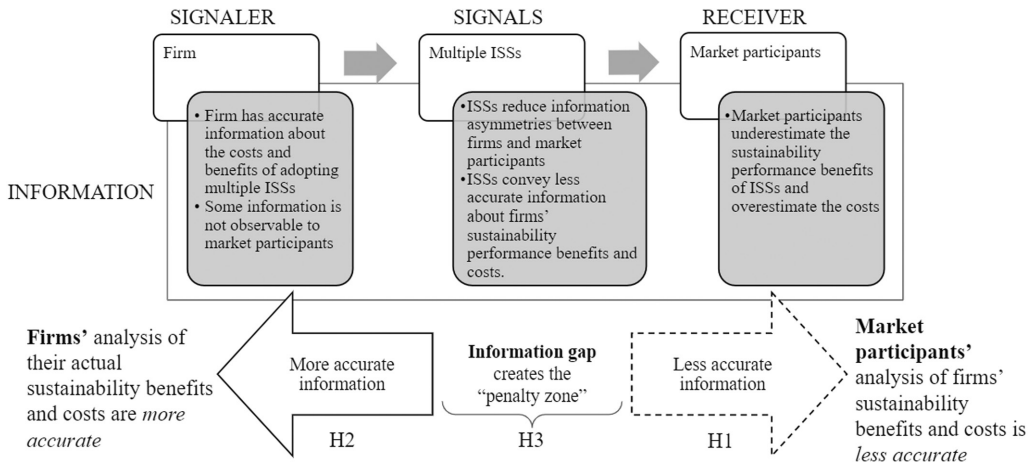 SIGNALER
SIGNALS
RECEIVER
Firm
Multiple ISSs
Market participants
INFORMATION
• Firm has accurate
information about
the costs and
benefits of adopting
multiple ISSs
• Some information is
not observable to
market participants
•ISSs reduce information
asymmetries between
firms and market
participants
•ISSs convey less
accurate information
about firms’
sustainability
performance benefits and
costs.
•Market participants
underestimate the
sustainability
performance benefits
of ISSs and
overestimate the costs
Firms’ analysis of
their actual
sustainability benefits
and costs are more
accurate
More accurate
information
H2
Information gap
creates the
“penalty zone”
H3
Less accurate
information
H1
Market
participants’
analysis of firms’
sustainability
benefits and costs is
less accurate